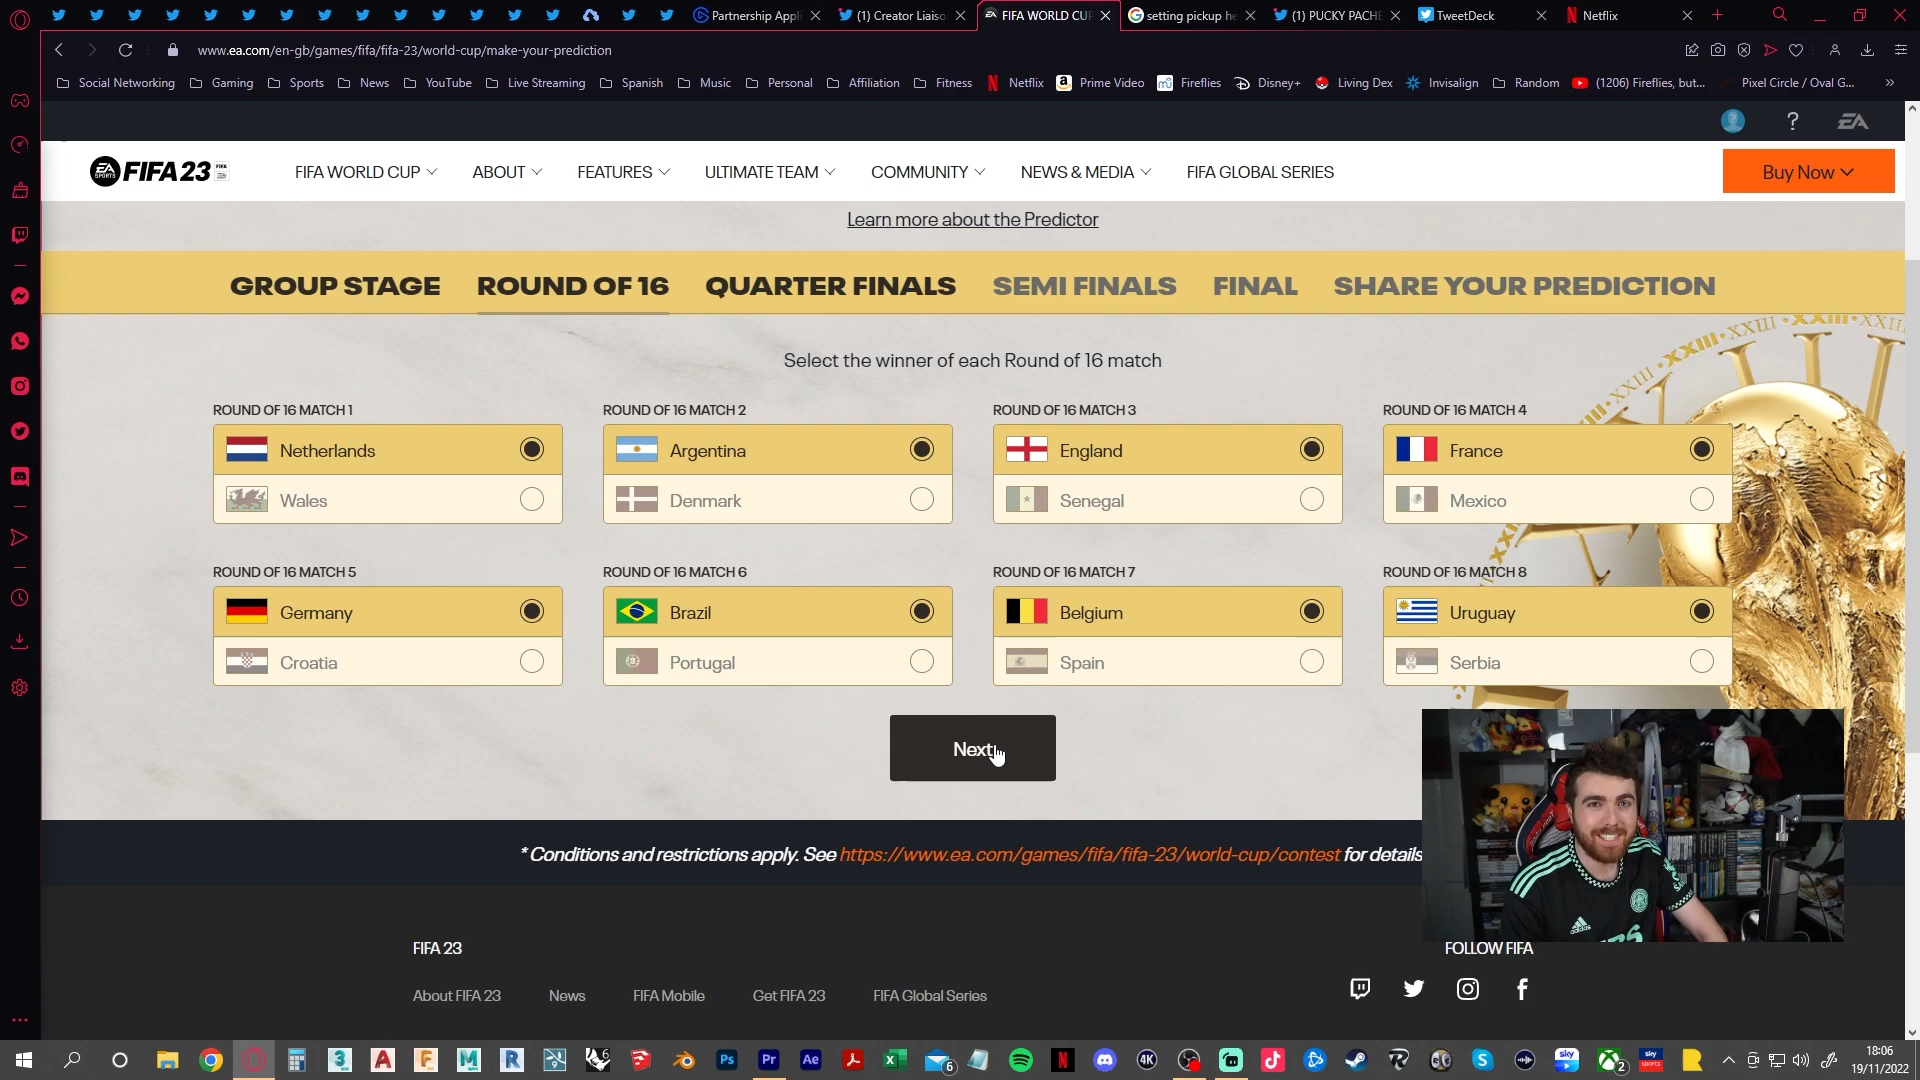 Partnership Appli
(1) Creator Liaiso
FIFA WORLD CUP
setting pickup he
(1) PUCKY PACHE
TweetDeck
Netflix
www.ea.com/en-gb/games/fifa/fifa-23/world-cup/make-your-prediction
Social Networking Gaming Sports News YouTube Live Streaming Spanish Music Personal Affiliation Fitness Netflix Prime Video Fireflies Disney+ Living Dex Invisalign Random (1206) Fireflies, but... Pixel Circle / Oval G... »
? EA
EA SPORTS FIFA 23 FIFA WORLD CUP ABOUT FEATURES ULTIMATE TEAM COMMUNITY NEWS & MEDIA FIFA GLOBAL SERIES Buy Now
Learn more about the Predictor
GROUP STAGE ROUND OF 16 QUARTER FINALS SEMI FINALS FINAL SHARE YOUR PREDICTION
Select the winner of each Round of 16 match
ROUND OF 16 MATCH 1
Netherlands
Wales
ROUND OF 16 MATCH 2
Argentina
Denmark
ROUND OF 16 MATCH 3
England
Senegal
ROUND OF 16 MATCH 4
France
Mexico
ROUND OF 16 MATCH 5
Germany
Croatia
ROUND OF 16 MATCH 6
Brazil
Portugal
ROUND OF 16 MATCH 7
Belgium
Spain
ROUND OF 16 MATCH 8
Uruguay
Serbia
Next
* Conditions and restrictions apply. See https://www.ea.com/games/fifa/fifa-23/world-cup/contest for details
FIFA 23
FOLLOW FIFA
About FIFA 23 News FIFA Mobile Get FIFA 23 FIFA Global Series
18:06
19/11/2022